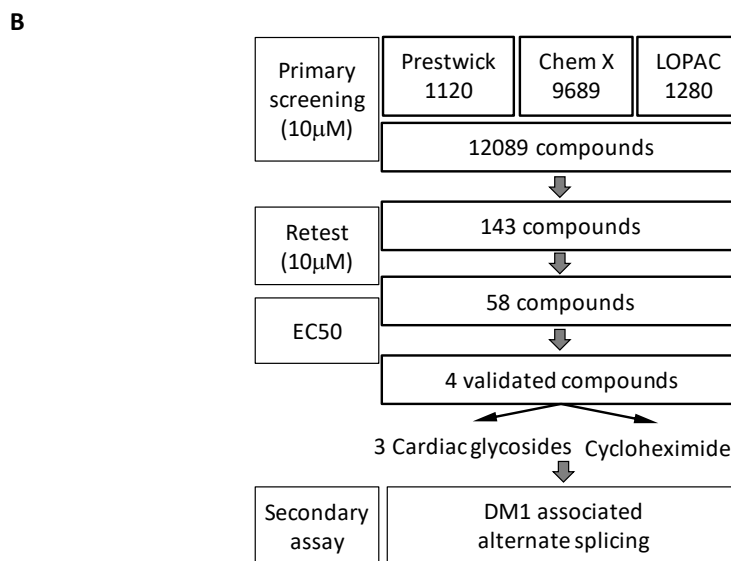 B
Primary
screening
(10μM)
Prestwick
1120
Chem X
9689
LOPAC
1280
12089 compounds
Retest
(10μM)
143 compounds
58 compounds
EC50
4 validated compounds
3 Cardiac glycosides
Cycloheximide
Secondary
assay
DM1 associated
alternate splicing